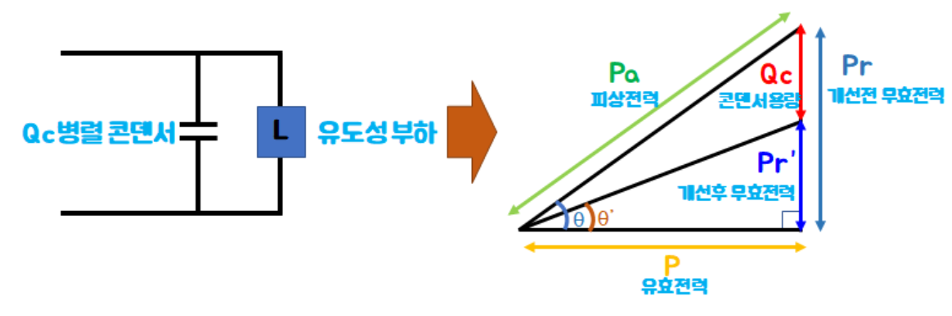 Qc병렬 콘덴서
L
유도성 부하
Pa
피상전력
Qc
콘덴서용량
Pr
개선전 무효전력
Pr'
개선후 무효전력
θ
θ'
P
유효전력